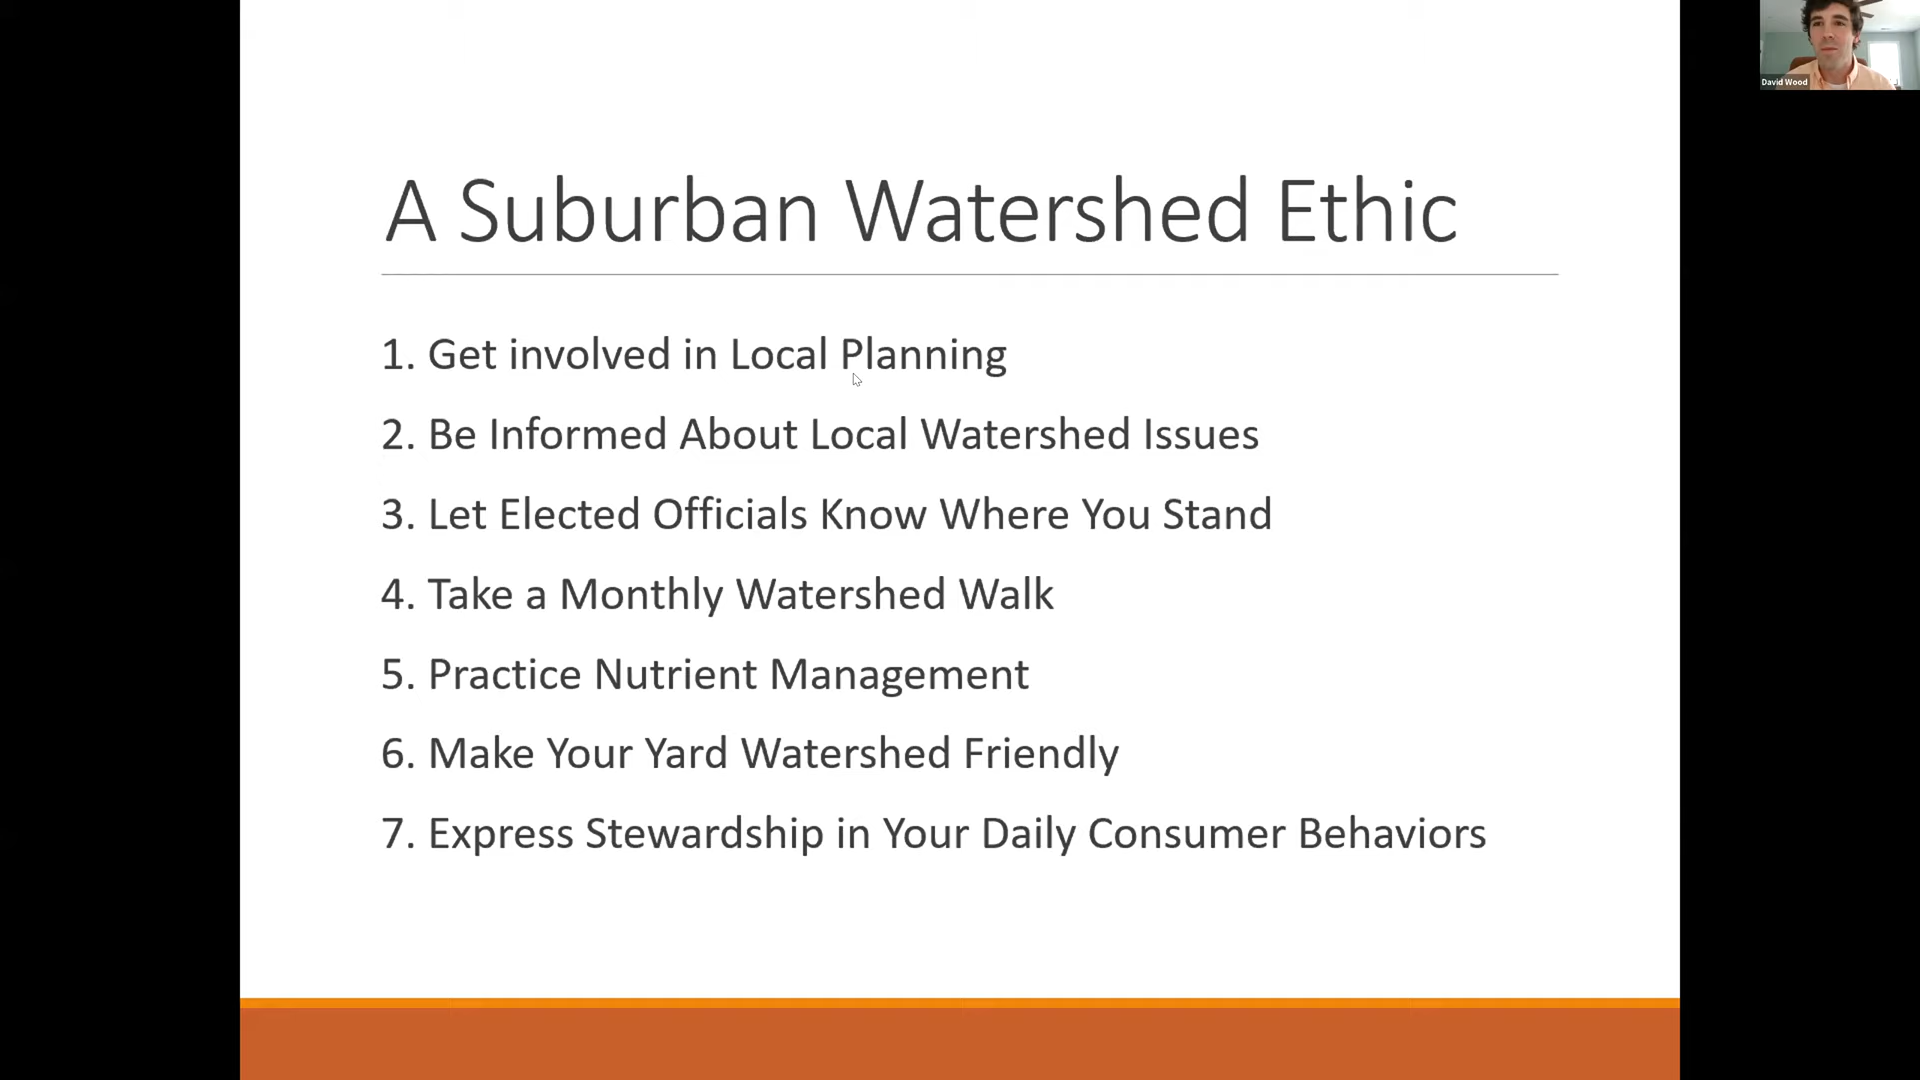 David Wood
A Suburban Watershed Ethic
1. Get involved in Local Planning
2. Be Informed About Local Watershed Issues
3. Let Elected Officials Know Where You Stand
4. Take a Monthly Watershed Walk
5. Practice Nutrient Management
6. Make Your Yard Watershed Friendly
7. Express Stewardship in Your Daily Consumer Behaviors